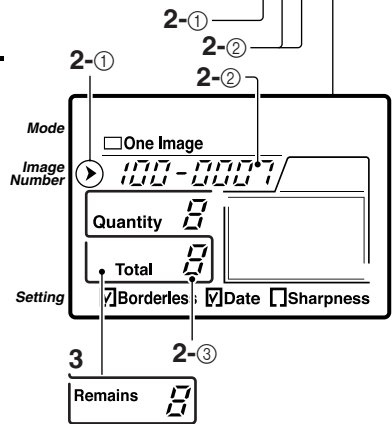 2-①
2-②
2-①
2-②
Mode
One Image
Image Number
100-0007
Quantity 8
Total 8
Setting
Borderless Date Sharpness
3
2-③
Remains 8